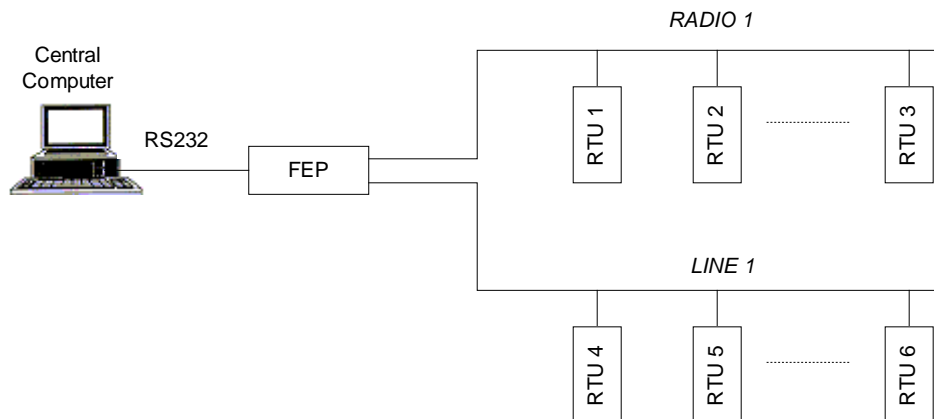 RADIO 1
Central
Computer
RS232
FEP
RTU 1
RTU 2
RTU 3
LINE 1
RTU 4
RTU 5
RTU 6